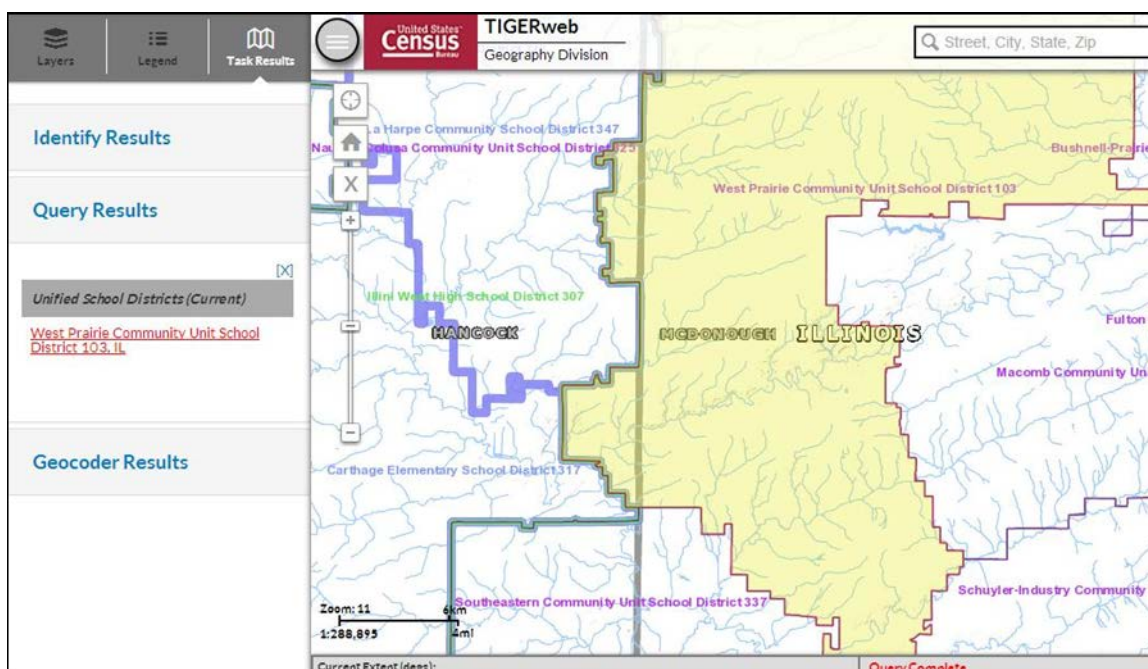 Layers
Legend
Task Results
United States
Census
Bureau
TIGERweb
Geography Division
Street, City, State, Zip
Identify Results
Query Results
[X]
Unified School Districts (Current)
West Prairie Community Unit School
District 103, IL
Geocoder Results
X
La Harpe Community School District 347
Colusa Community Unit School District 325
Bushnell-Prairie
West Prairie Community Unit School District 103
Illini West High School District 307
HANCOCK
MCDONOUGH
ILLINOIS
Fulton
Macomb Community Un
Carthage Elementary School District 317
Schuyler-Industry Community
Southeastern Community Unit School District 337
Zoom: 11
6km
1:288,895
4mi
Current Extent (degs):
Query Complete